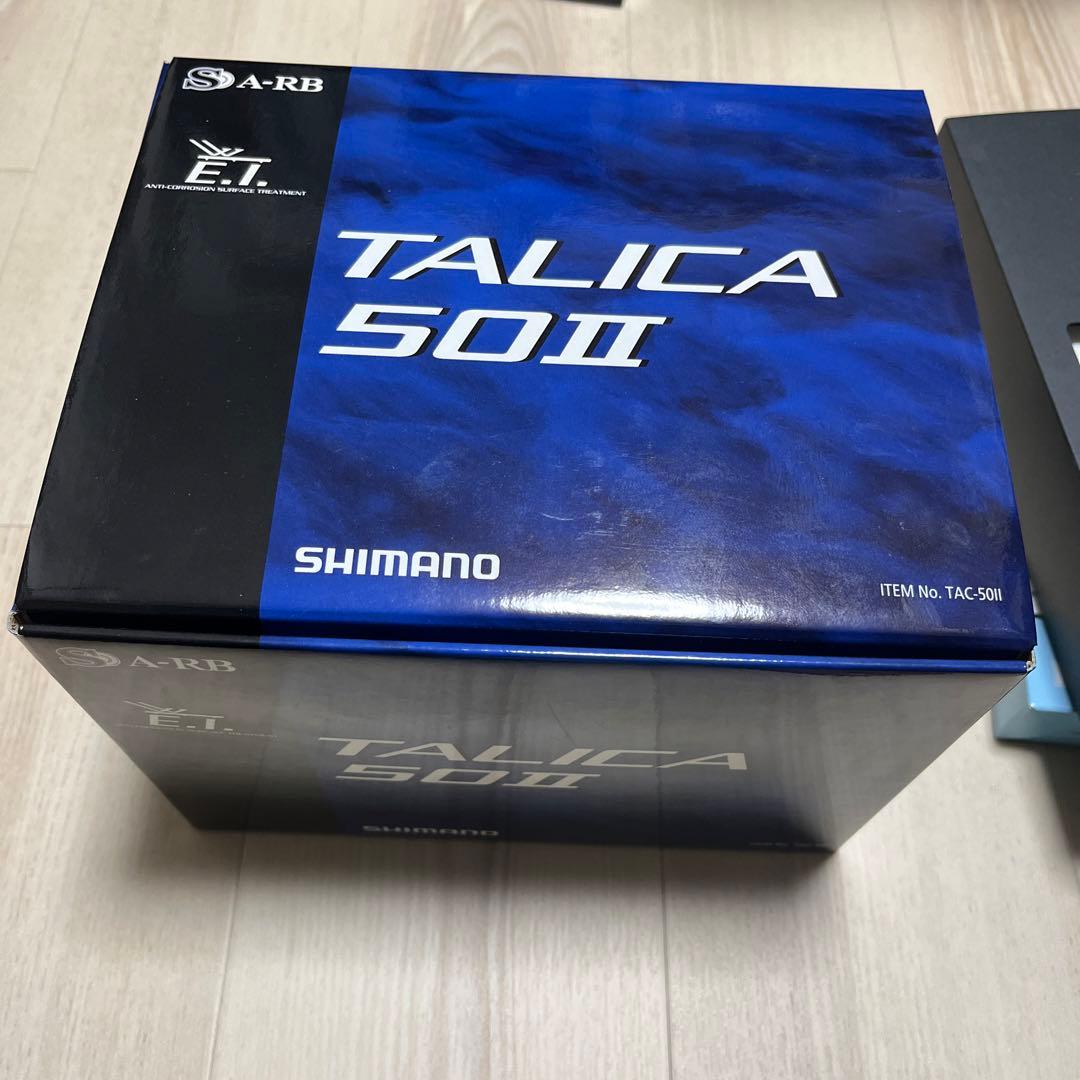 A-RB
E.I.
ANTI-CORROSION SURFACE TREATMENT
TALICA
50II
SHIMANO
ITEM No. TAC-50II
A-RB
E.I.
TALICA
50II
SHIMANO